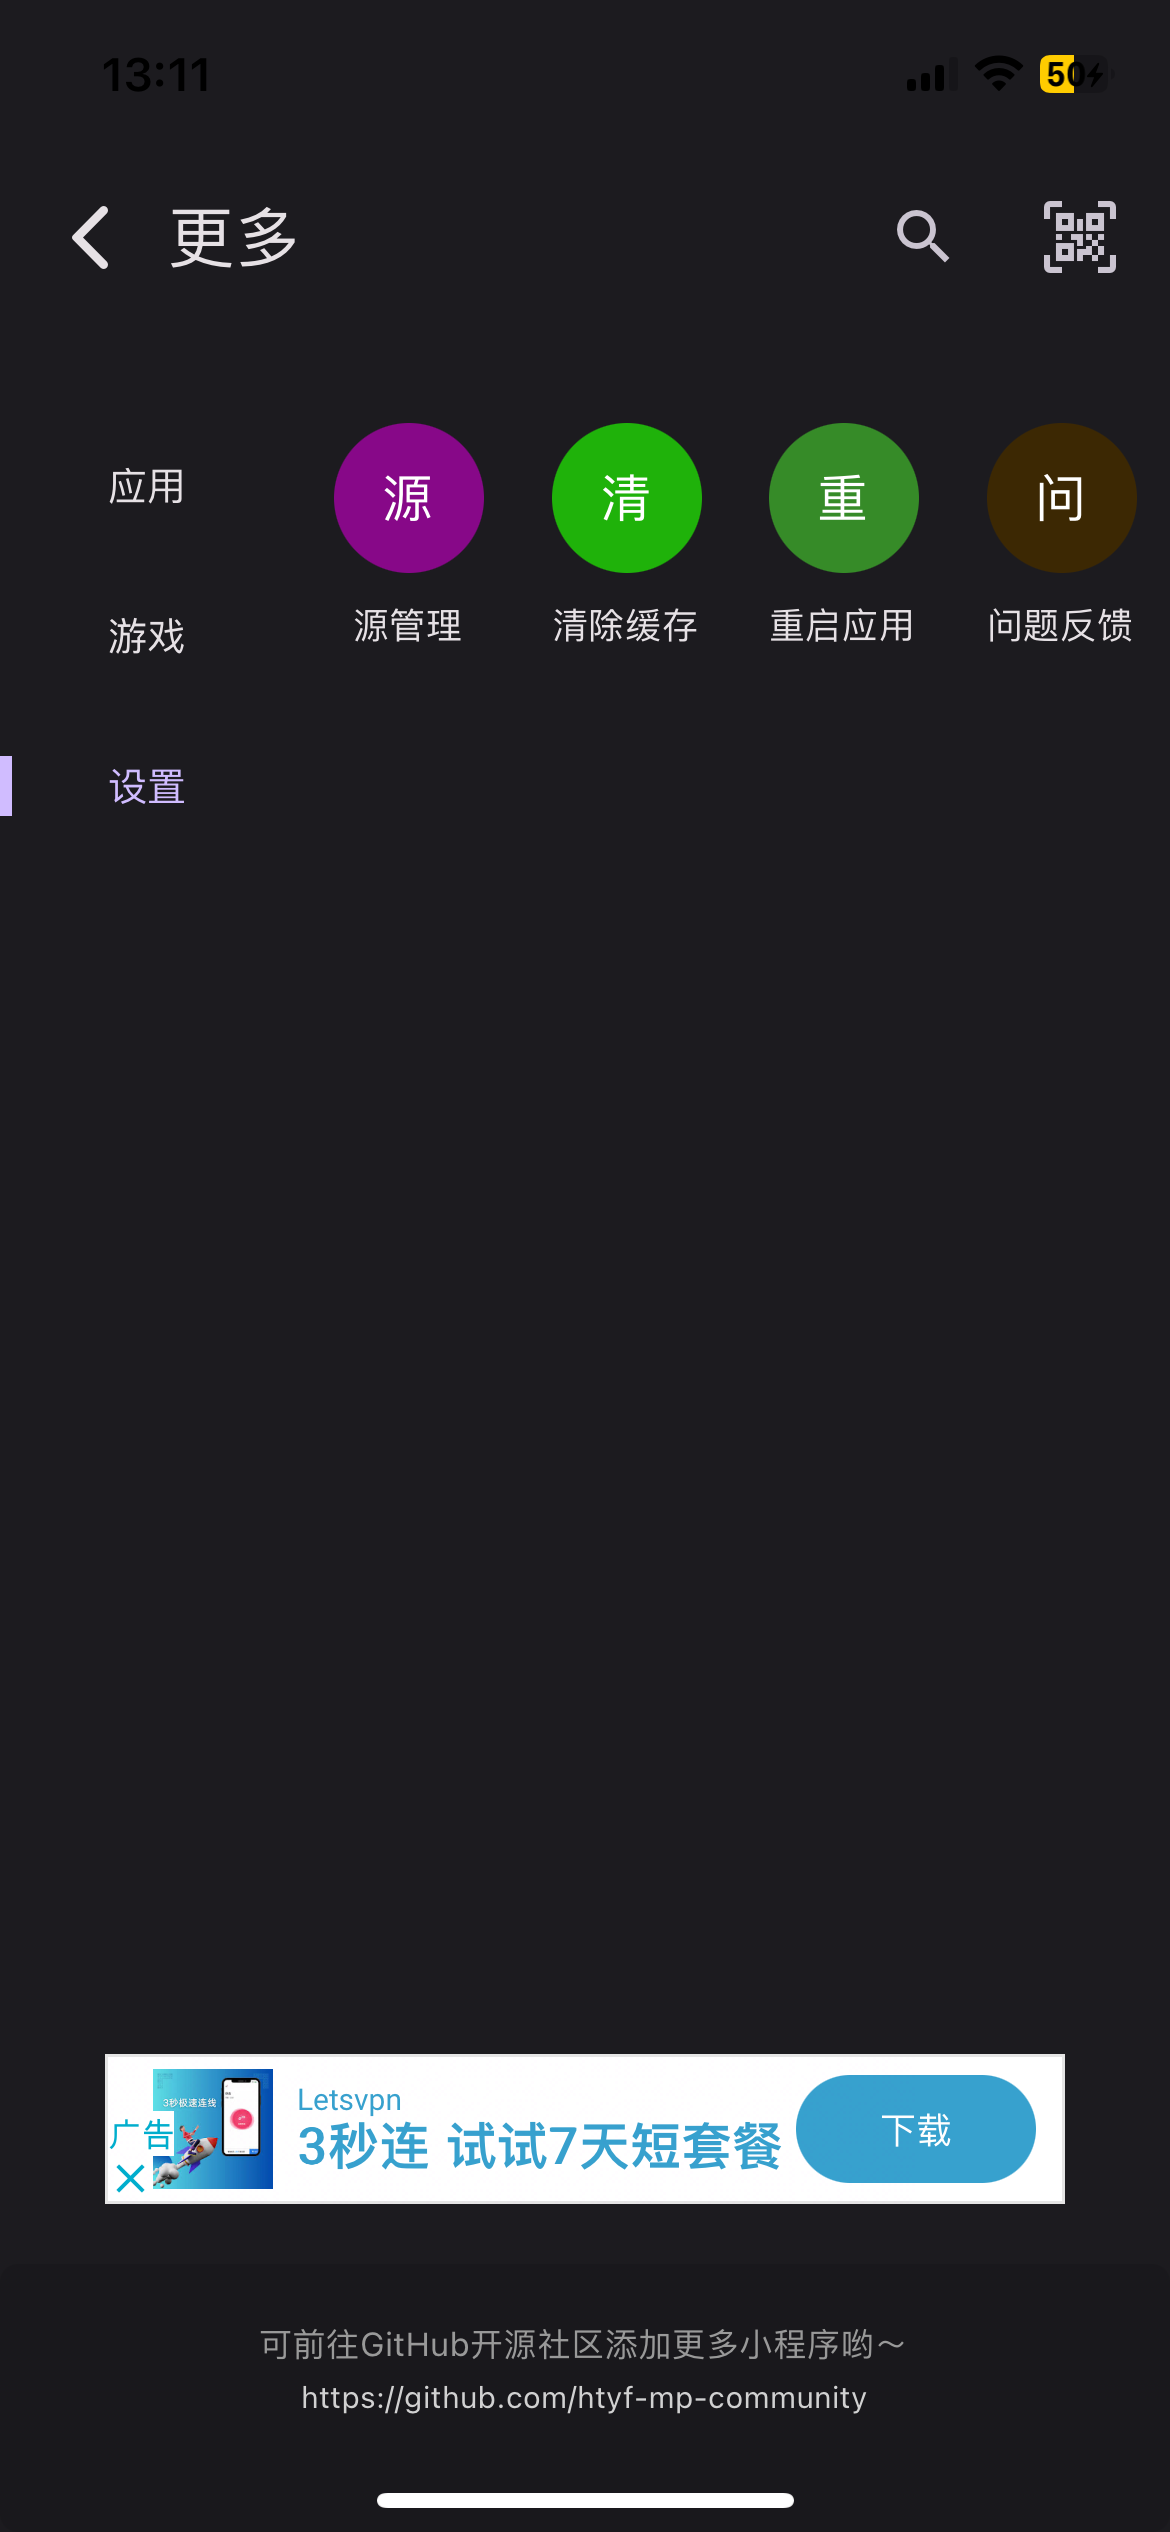 13:11
50
更多
应用
源
清
重
问
源管理
清除缓存
重启应用
问题反馈
游戏
设置
3秒极速连线
广告
Letsvpn
3秒连 试试7天短套餐
下载
可前往GitHub开源社区添加更多小程序哟～
https://github.com/htyf-mp-community